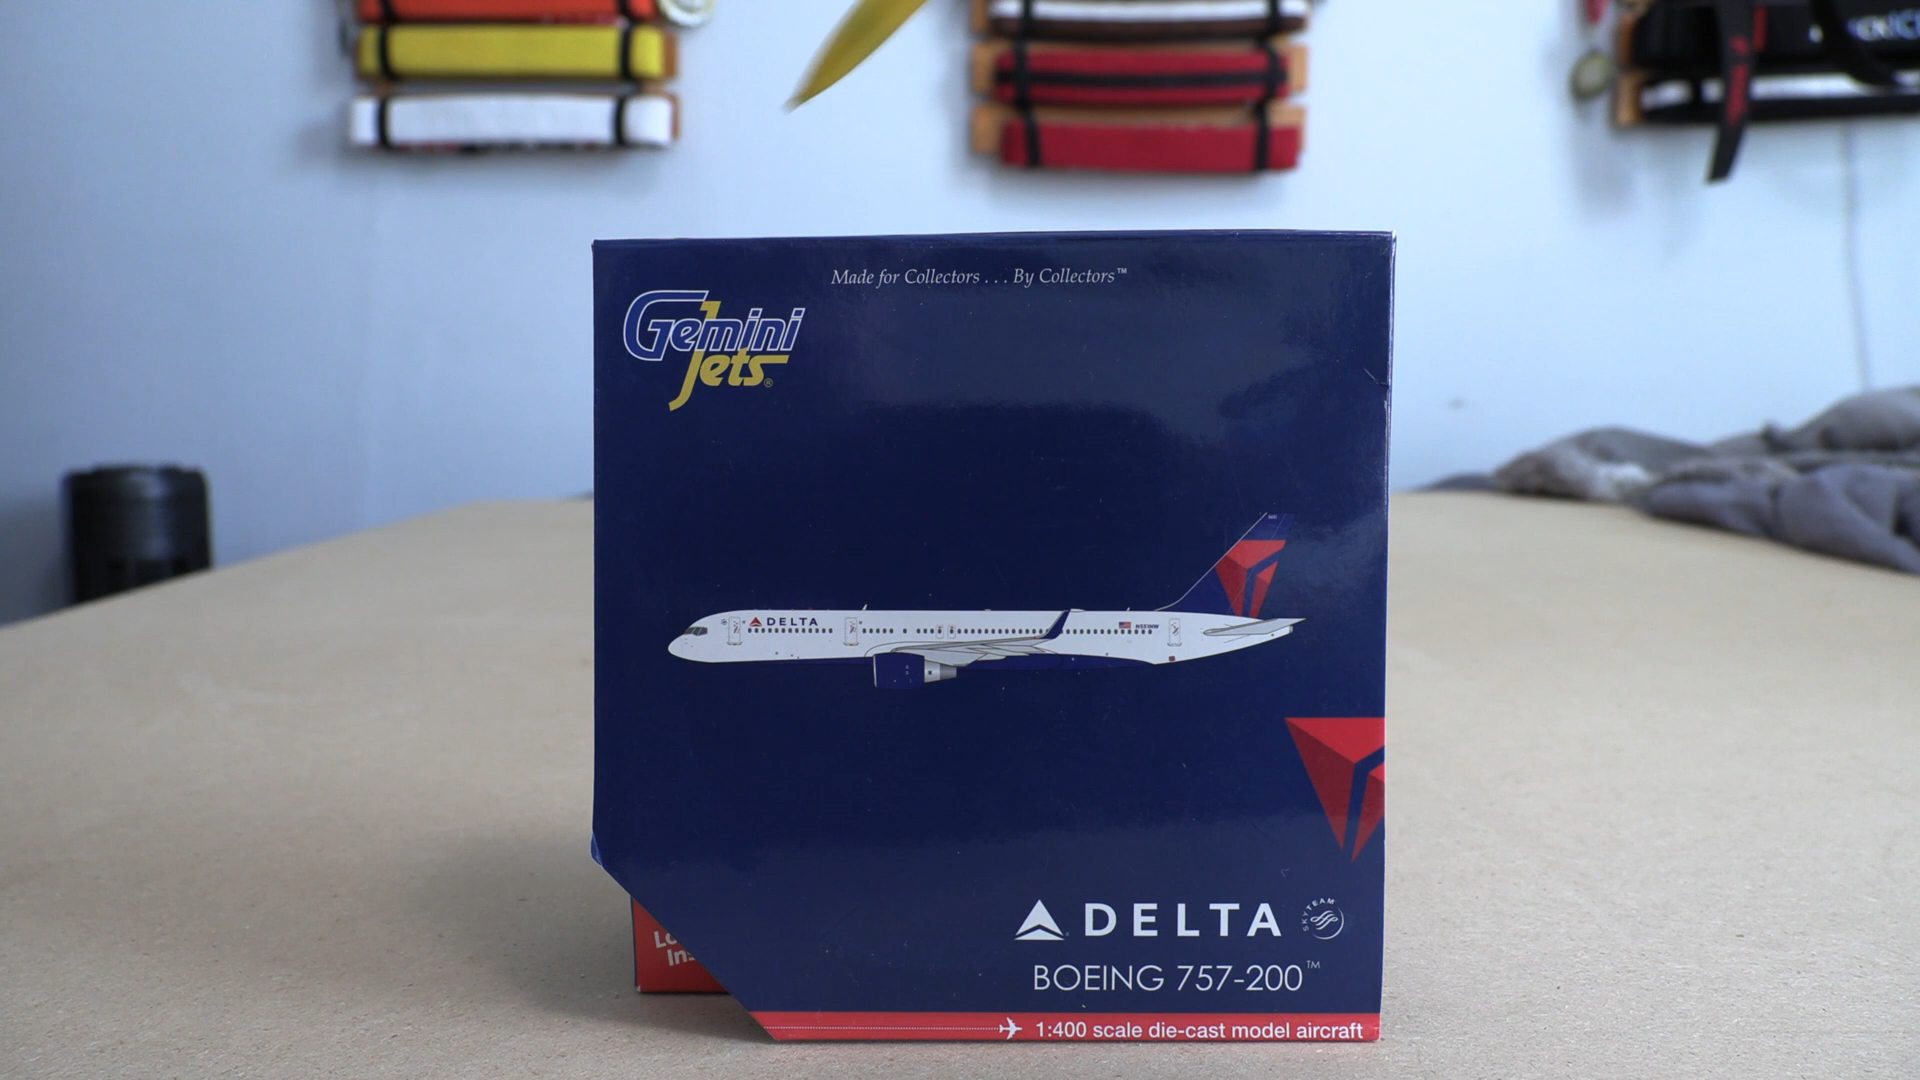 Made for Collectors . . . By Collectors™
Gemini
Jets®
DELTA
DELTA
SKYTEAM
BOEING 757-200™
1:400 scale die-cast model aircraft